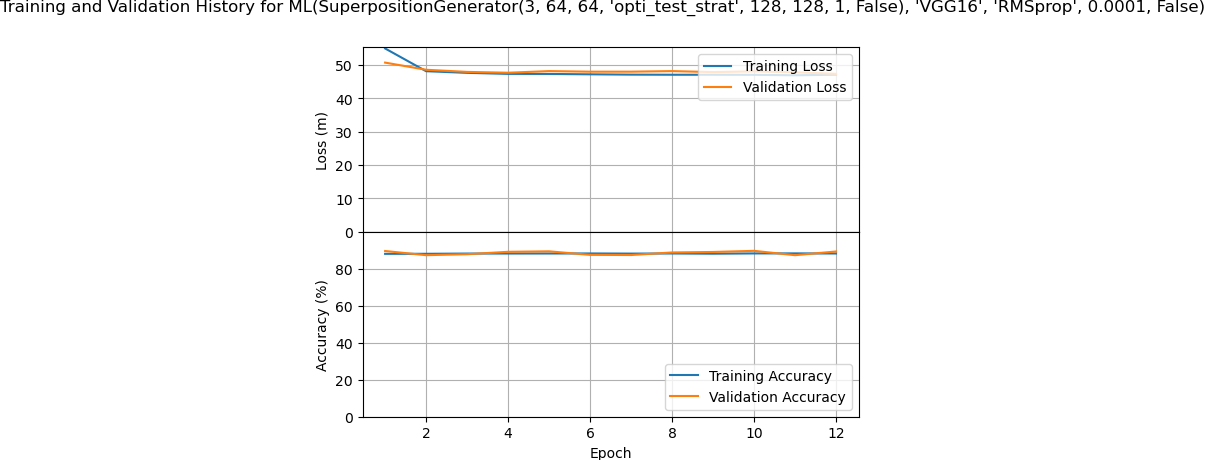 Training and Validation History for ML(SuperpositionGenerator(3, 64, 64, 'opti_test_strat', 128, 128, 1, False), 'VGG16', 'RMSprop', 0.0001, False)
50
40
30
20
10
0
Loss (m)
Training Loss
Validation Loss
80
60
40
20
0
Accuracy (%)
Training Accuracy
Validation Accuracy
2 4 6 8 10 12
Epoch